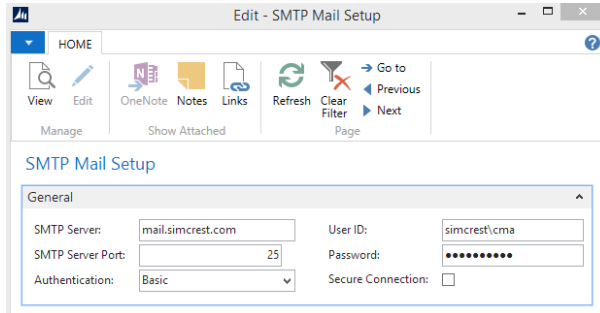 Edit - SMTP Mail Setup
HOME
View
Edit
OneNote
Notes
Links
Refresh
Clear
Filter
Go to
Previous
Next
Manage
Show Attached
Page
SMTP Mail Setup
General
SMTP Server: mail.simcrest.com
User ID: simcrest\cma
SMTP Server Port: 25
Password: ••••••••••
Authentication: Basic
Secure Connection: